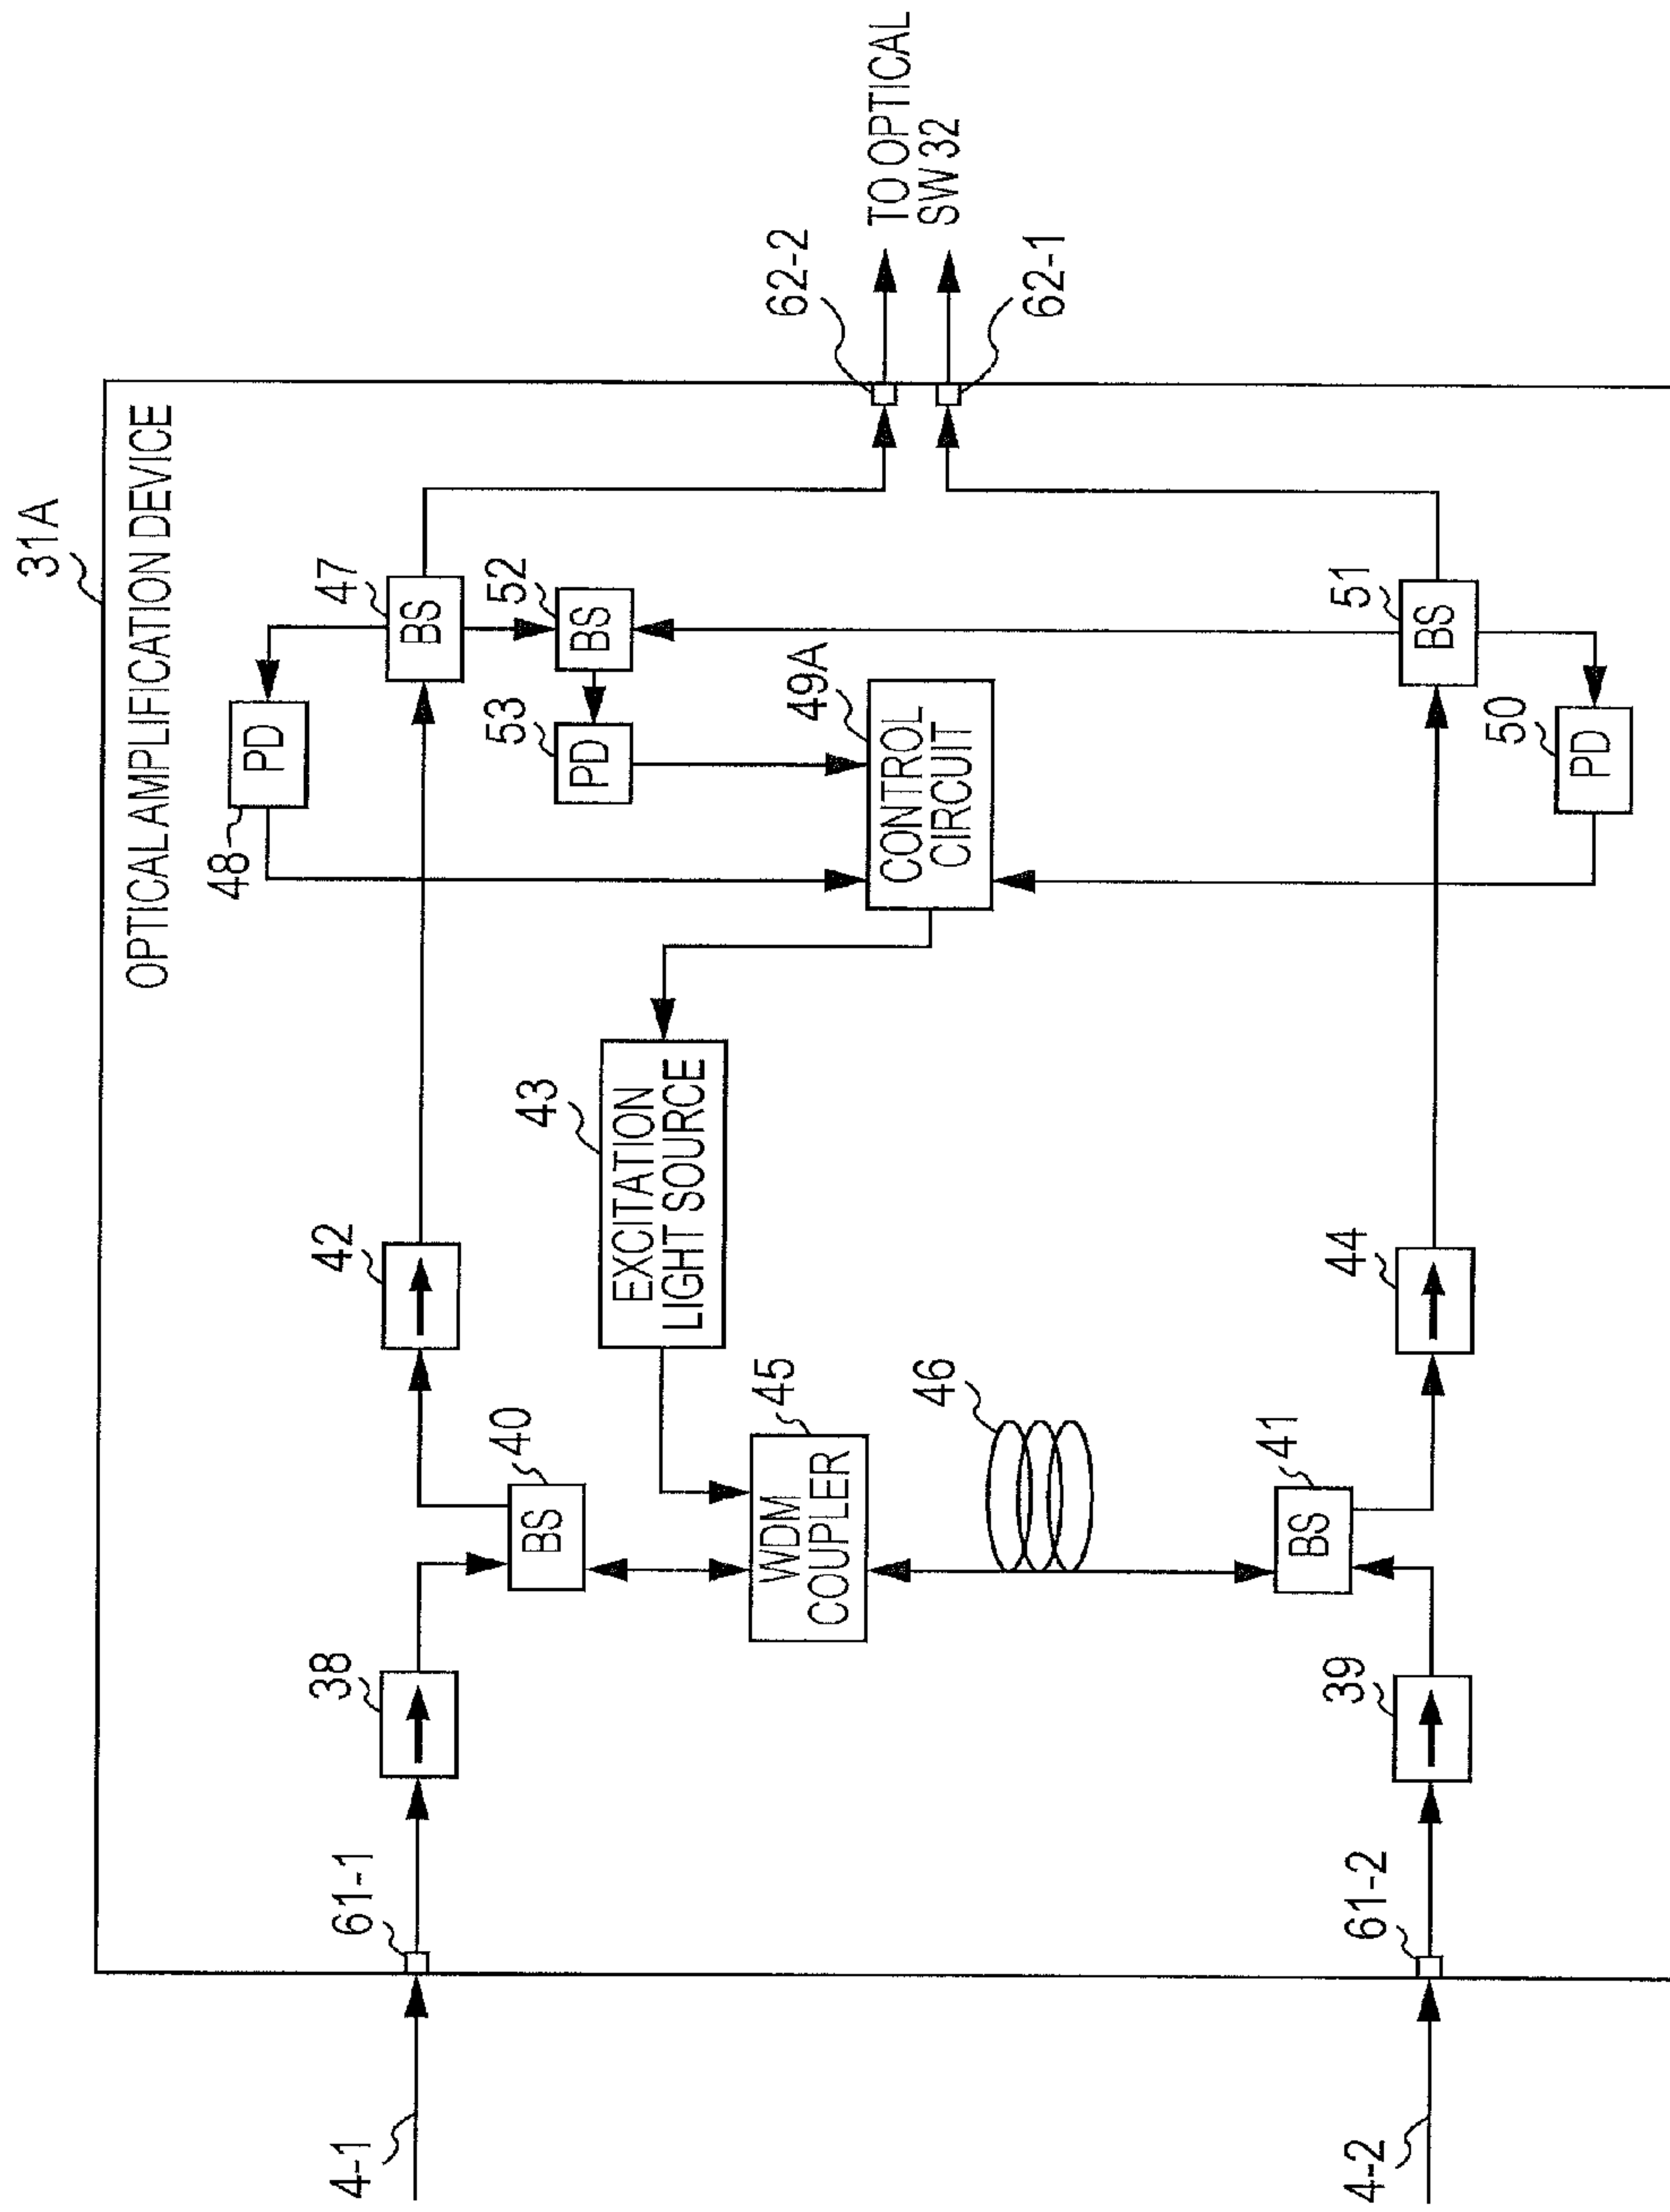 31A
OPTICAL AMPLIFICATION DEVICE
4-1
61-1
38
40
BS
42
47
BS
48
PD
52
BS
53
PD
43
EXCITATION
LIGHT SOURCE
49A
CONTROL
CIRCUIT
45
WDM
COUPLER
46
62-2
TO OPTICAL
SW 32
62-1
4-2
61-2
39
41
BS
44
51
BS
50
PD